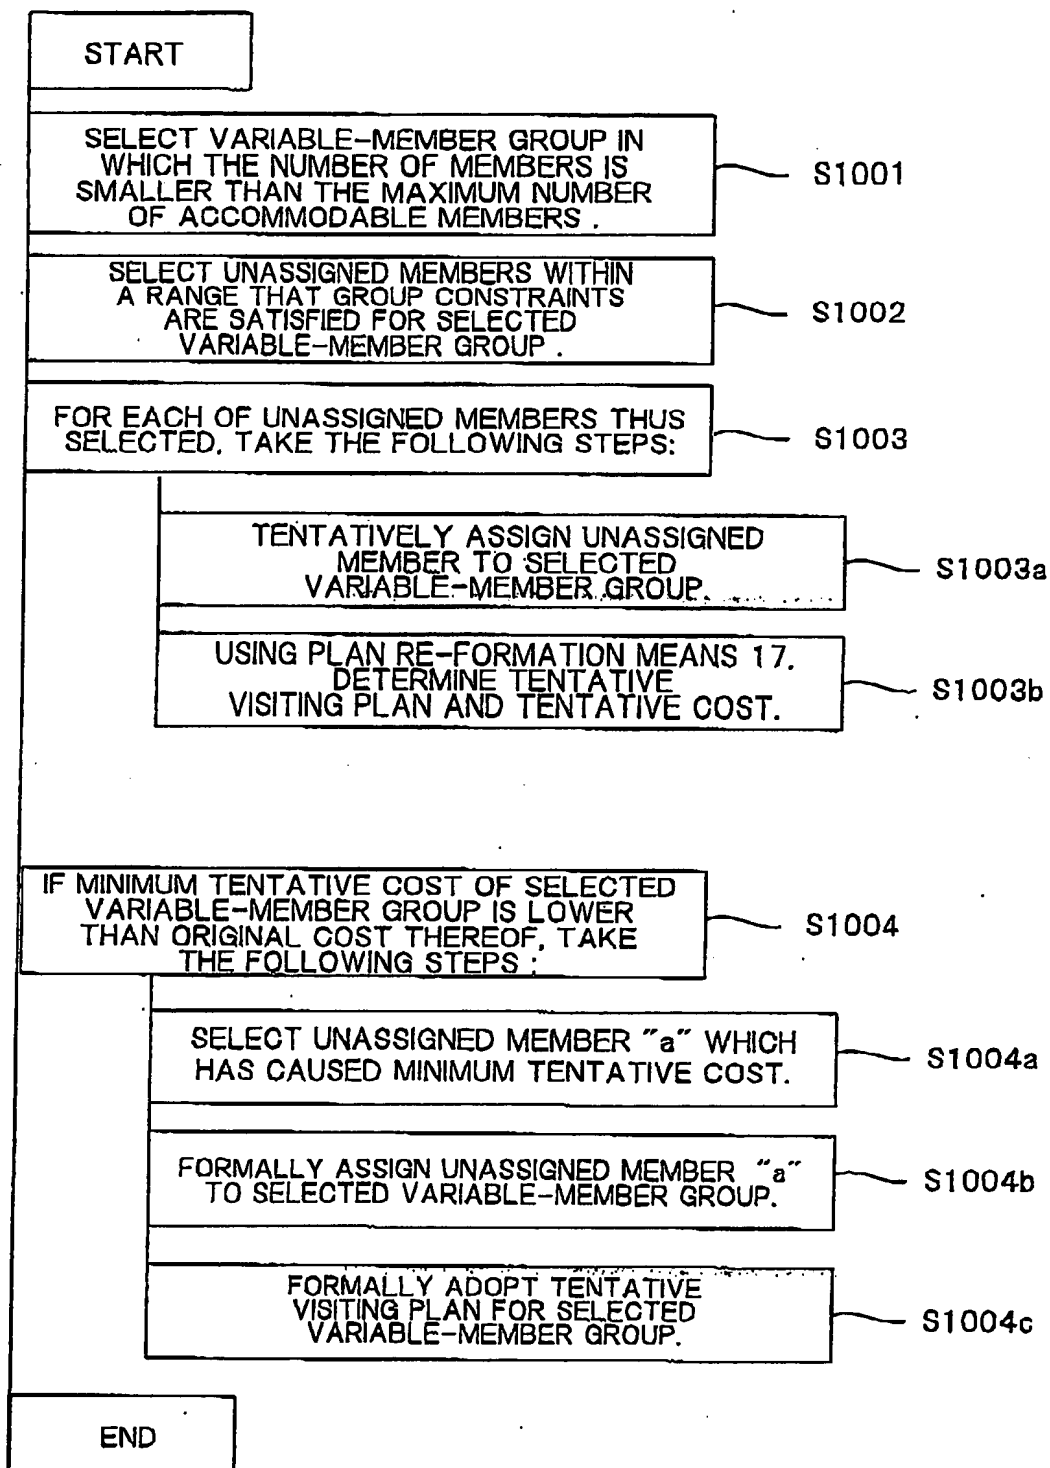 START
SELECT VARIABLE-MEMBER GROUP IN
WHICH THE NUMBER OF MEMBERS IS
SMALLER THAN THE MAXIMUM NUMBER
OF ACCOMMODABLE MEMBERS .
S1001
SELECT UNASSIGNED MEMBERS WITHIN
A RANGE THAT GROUP CONSTRAINTS
ARE SATISFIED FOR SELECTED
VARIABLE-MEMBER GROUP .
S1002
FOR EACH OF UNASSIGNED MEMBERS THUS
SELECTED, TAKE THE FOLLOWING STEPS:
S1003
TENTATIVELY ASSIGN UNASSIGNED
MEMBER TO SELECTED
VARIABLE-MEMBER GROUP.
S1003a
USING PLAN RE-FORMATION MEANS 17,
DETERMINE TENTATIVE
VISITING PLAN AND TENTATIVE COST.
S1003b
IF MINIMUM TENTATIVE COST OF SELECTED
VARIABLE-MEMBER GROUP IS LOWER
THAN ORIGINAL COST THEREOF, TAKE
THE FOLLOWING STEPS :
S1004
SELECT UNASSIGNED MEMBER "a" WHICH
HAS CAUSED MINIMUM TENTATIVE COST.
S1004a
FORMALLY ASSIGN UNASSIGNED MEMBER "a"
TO SELECTED VARIABLE-MEMBER GROUP.
S1004b
FORMALLY ADOPT TENTATIVE
VISITING PLAN FOR SELECTED
VARIABLE-MEMBER GROUP.
S1004c
END